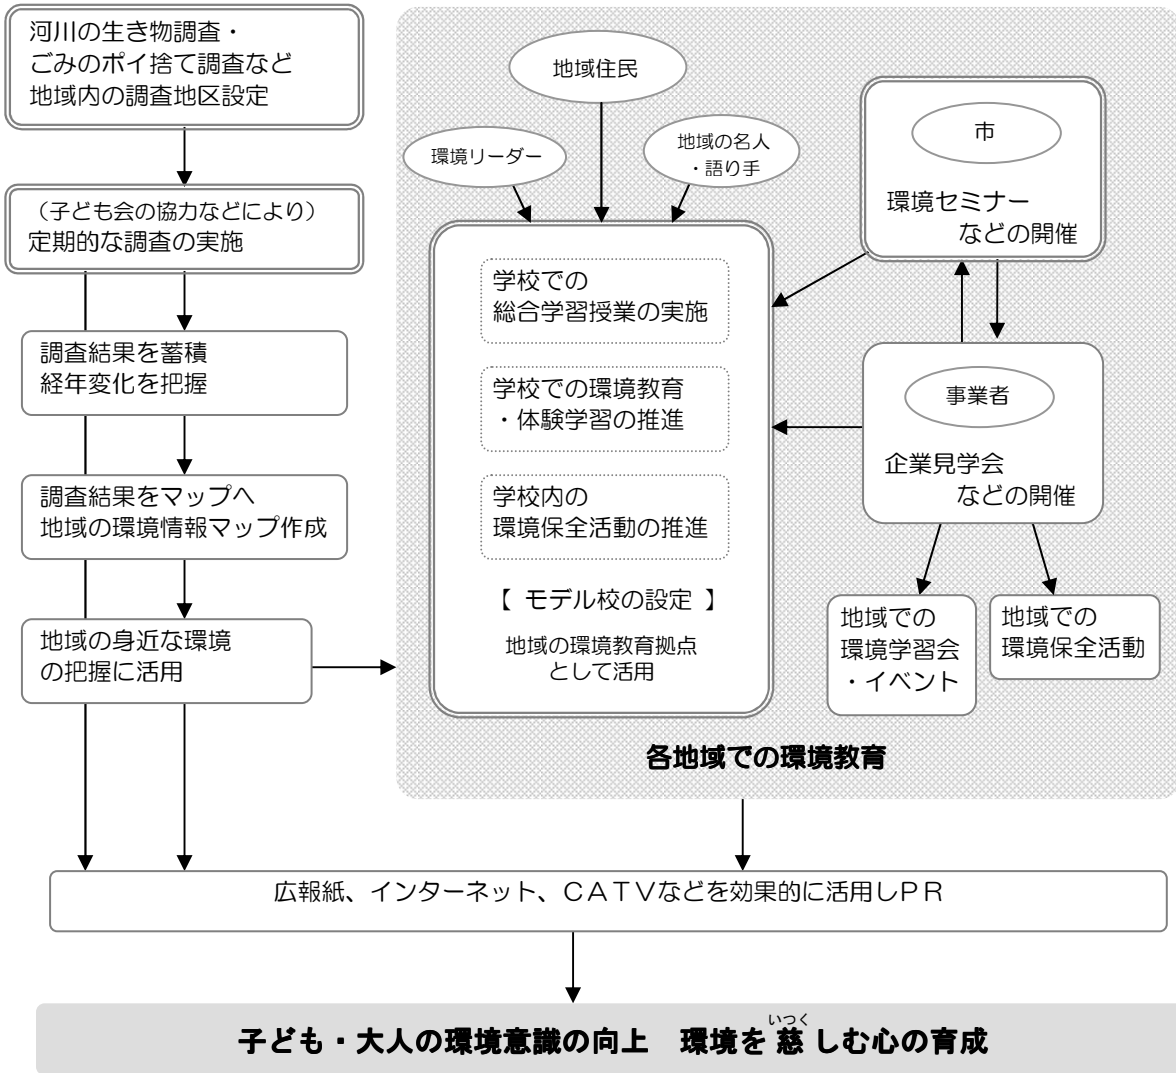 河川の生き物調査・
ごみのポイ捨て調査など
地域内の調査地区設定
（子ども会の協力などにより）
定期的な調査の実施
調査結果を蓄積
経年変化を把握
調査結果をマップへ
地域の環境情報マップ作成
地域の身近な環境
の把握に活用
地域住民
環境リーダー
地域の名人
・語り手
学校での
総合学習授業の実施
学校での環境教育
・体験学習の推進
学校内の
環境保全活動の推進
【 モデル校の設定 】
地域の環境教育拠点
として活用
市
環境セミナー
などの開催
事業者
企業見学会
などの開催
地域での
環境学習会
・イベント
地域での
環境保全活動
各地域での環境教育
広報紙、インターネット、ＣＡＴＶなどを効果的に活用しＰＲ
いつく
子ども・大人の環境意識の向上　環境を慈しむ心の育成